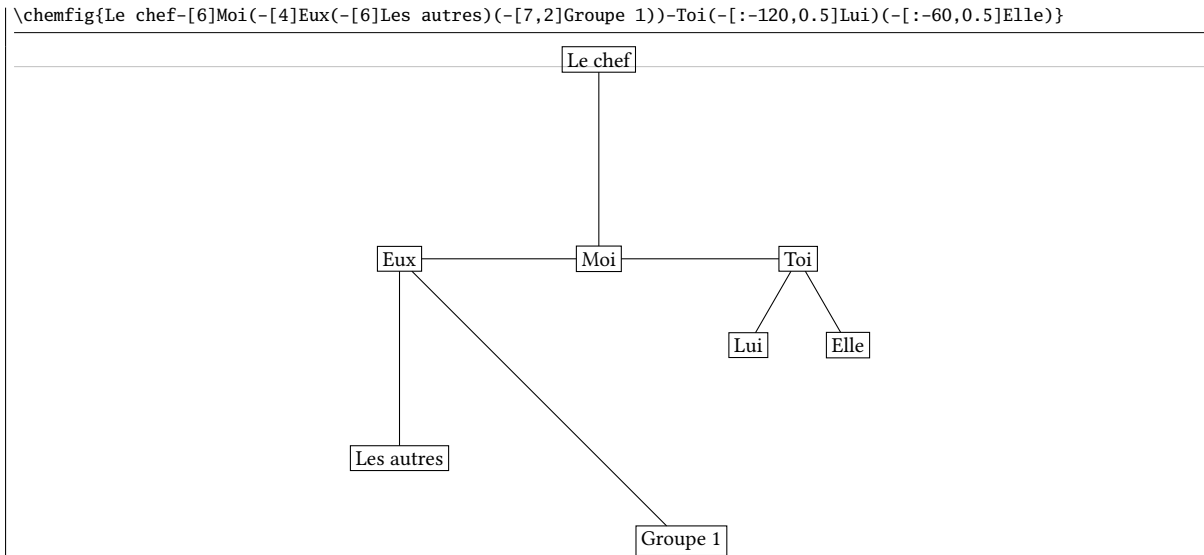 \chemfig{Le chef-[6]Moi(-[4]Eux(-[6]Les autres)(-[7,2]Groupe 1))-Toi(-[:-120,0.5]Lui)(-[:-60,0.5]Elle)}
Le chef
Eux Moi Toi
Lui Elle
Les autres
Groupe 1